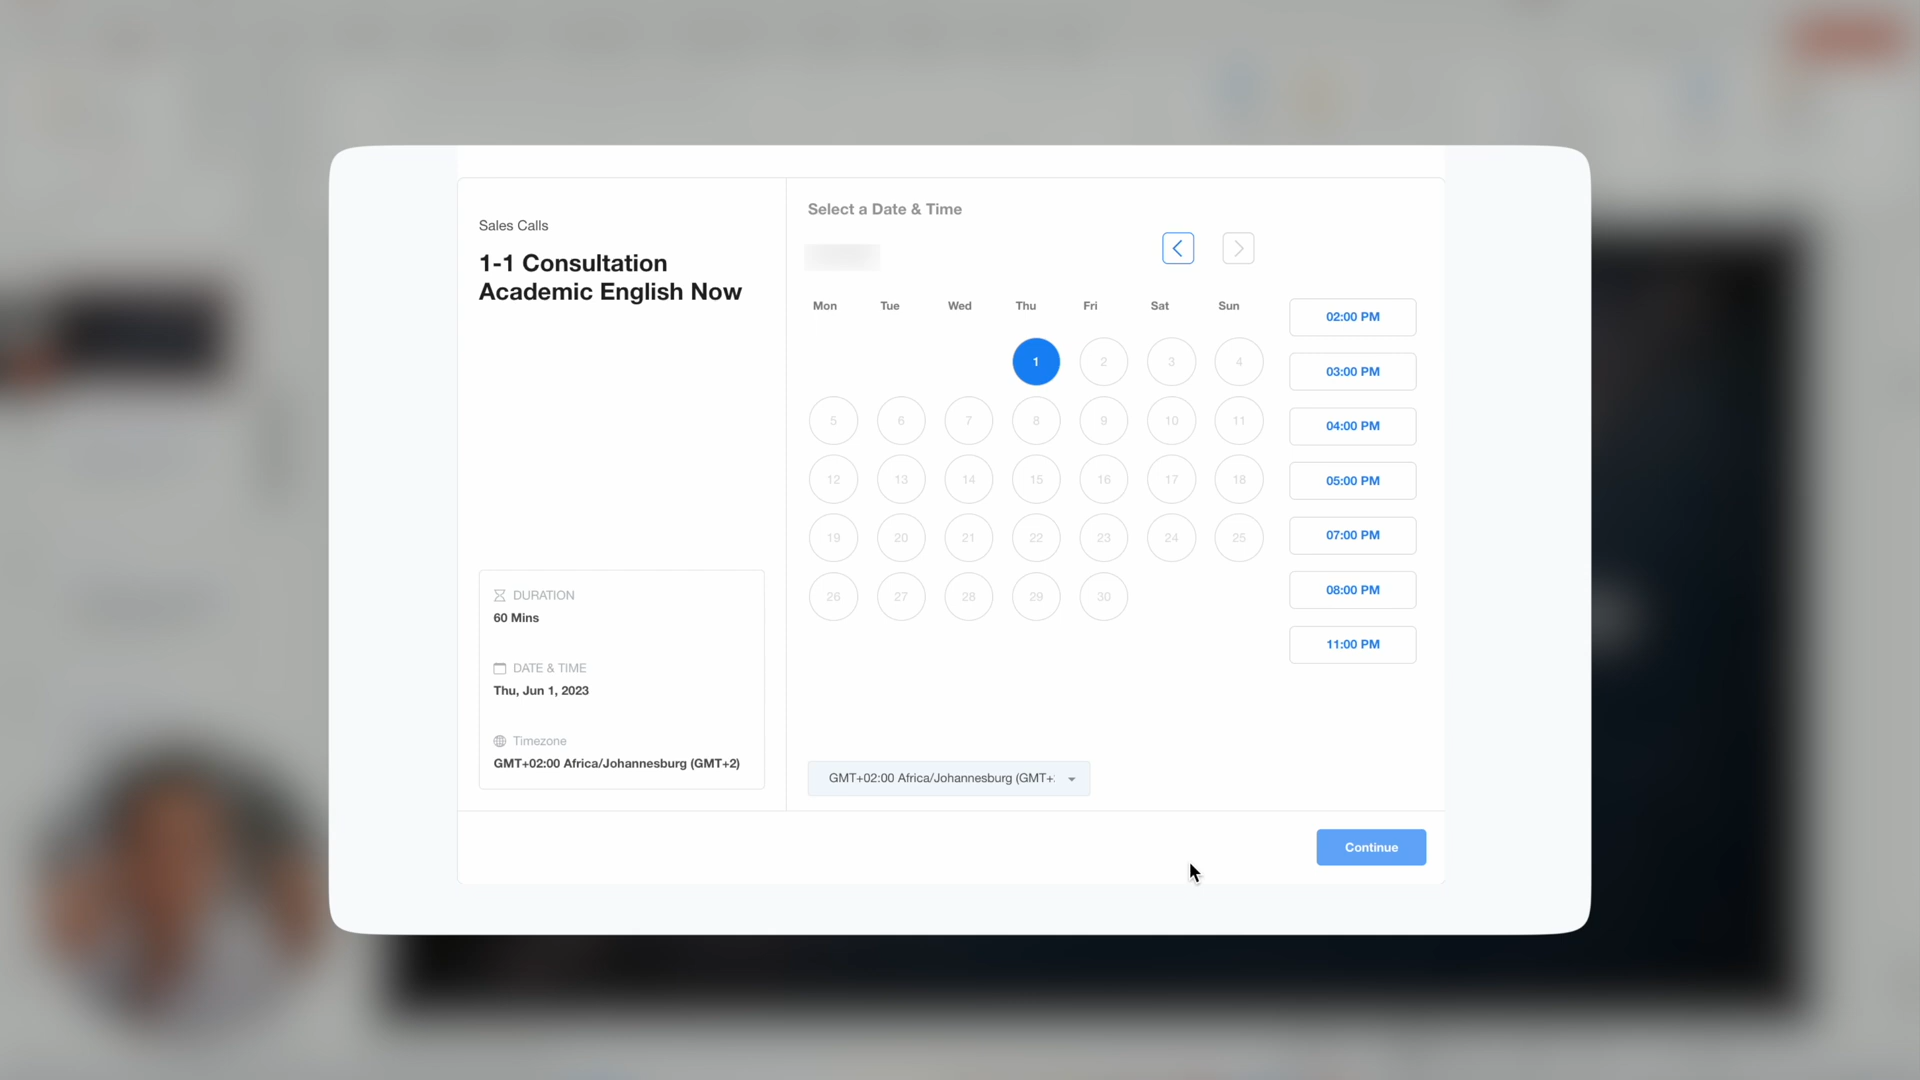 Sales Calls
1-1 Consultation
Academic English Now
DURATION
60 Mins
DATE & TIME
Thu, Jun 1, 2023
Timezone
GMT+02:00 Africa/Johannesburg (GMT+2)
Select a Date & Time
Mon Tue Wed Thu Fri Sat Sun
1 2 3 4
5 6 7 8 9 10 11
12 13 14 15 16 17 18
19 20 21 22 23 24 25
26 27 28 29 30
02:00 PM
03:00 PM
04:00 PM
05:00 PM
07:00 PM
08:00 PM
11:00 PM
GMT+02:00 Africa/Johannesburg (GMT+
Continue